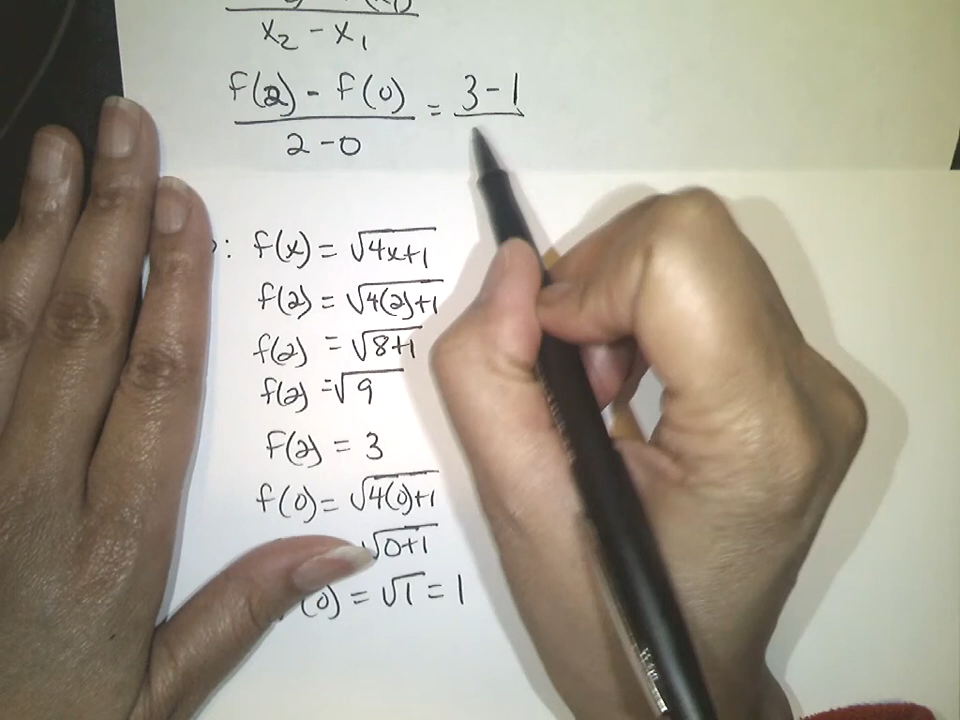 x₂ - x₁
f(2) - f(0) = 3 - 1
2 - 0
: f(x) = √4x+1
f(2) = √4(2)+1
f(2) = √8+1
f(2) = √9
f(2) = 3
f(0) = √4(0)+1
√0+1
(0) = √1 = 1